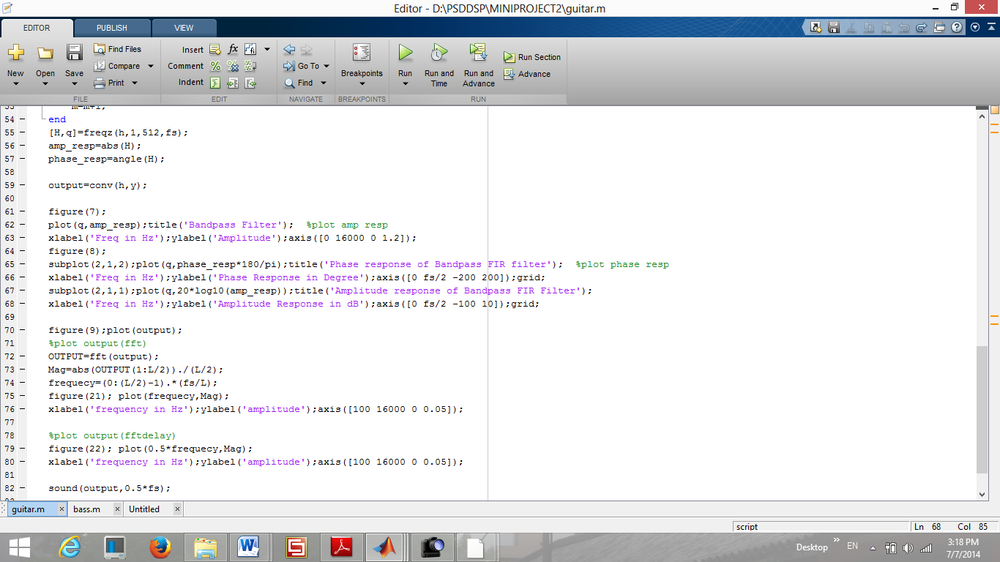 Editor - D:\PSDDSP\MINIPROJECT2\guitar.m
EDITOR PUBLISH VIEW
New Open Save Find Files Compare Print
Insert fx
Comment
Indent
Go To
Find
Breakpoints
Run
Run and Time
Run and Advance
Run Section
Advance
FILE EDIT NAVIGATE BREAKPOINTS RUN
53 m=m+1;
54 – end
55 – [H,q]=freqz(h,1,512,fs);
56 – amp_resp=abs(H);
57 – phase_resp=angle(H);
58
59 – output=conv(h,y);
60
61 – figure(7);
62 – plot(q,amp_resp);title('Bandpass Filter');  %plot amp resp
63 – xlabel('Freq in Hz');ylabel('Amplitude');axis([0 16000 0 1.2]);
64 – figure(8);
65 – subplot(2,1,2);plot(q,phase_resp*180/pi);title('Phase response of Bandpass FIR filter');  %plot phase resp
66 – xlabel('Freq in Hz');ylabel('Phase Response in Degree');axis([0 fs/2 -200 200]);grid;
67 – subplot(2,1,1);plot(q,20*log10(amp_resp));title('Amplitude response of Bandpass FIR Filter');
68 – xlabel('Freq in Hz');ylabel('Amplitude Response in dB');axis([0 fs/2 -100 10]);grid;
69
70 – figure(9);plot(output);
71 %plot output(fft)
72 – OUTPUT=fft(output);
73 – Mag=abs(OUTPUT(1:L/2))./(L/2);
74 – frequecy=(0:(L/2)-1).*(fs/L);
75 – figure(21); plot(frequecy,Mag);
76 – xlabel('frequency in Hz');ylabel('amplitude');axis([100 16000 0 0.05]);
77
78 %plot output(fftdelay)
79 – figure(22); plot(0.5*frequecy,Mag);
80 – xlabel('frequency in Hz');ylabel('amplitude');axis([100 16000 0 0.05]);
81
82 – sound(output,0.5*fs);
guitar.m × bass.m × Untitled ×
script Ln 68 Col 85
Desktop EN 3:18 PM
7/7/2014